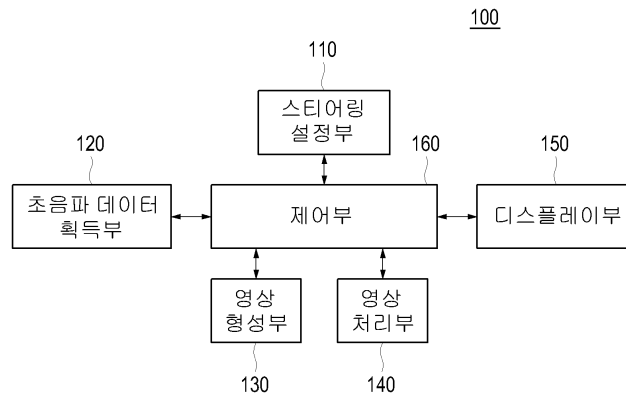 100
110
스티어링
설정부
120
160
150
초음파 데이터
획득부
제어부
디스플레이부
영상
형성부
영상
처리부
130
140